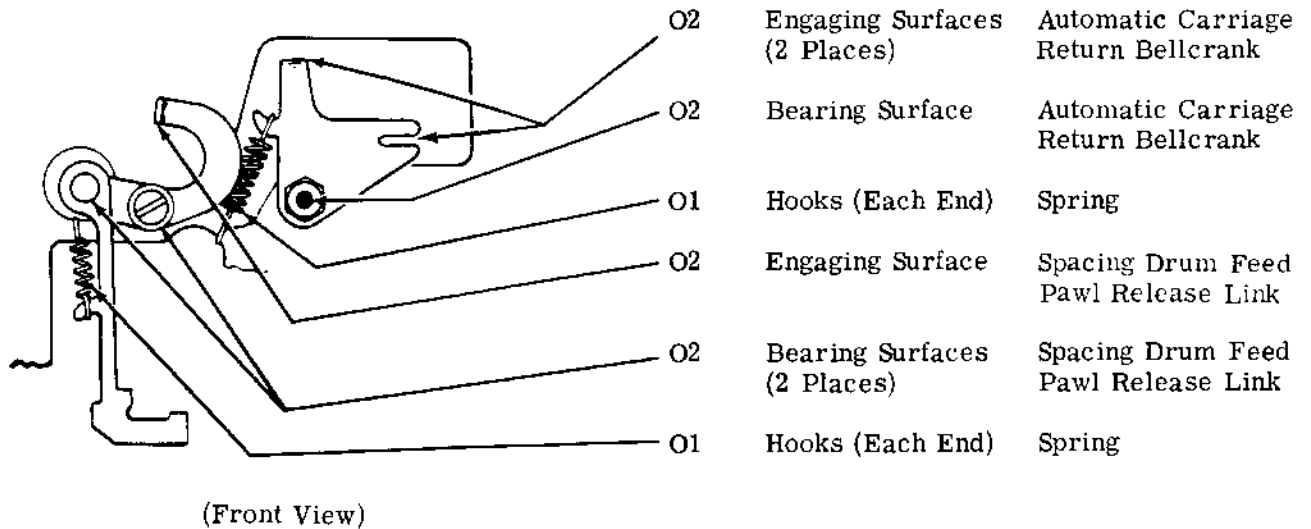 O2 Engaging Surfaces Automatic Carriage
(2 Places) Return Bellcrank
O2 Bearing Surface Automatic Carriage
Return Bellcrank
O1 Hooks (Each End) Spring
O2 Engaging Surface Spacing Drum Feed
Pawl Release Link
O2 Bearing Surfaces Spacing Drum Feed
(2 Places) Pawl Release Link
O1 Hooks (Each End) Spring
(Front View)